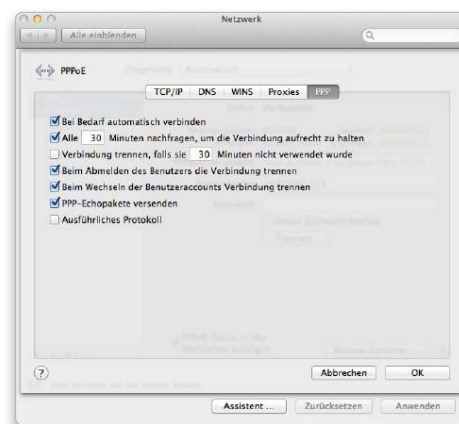 Netzwerk
Alle einblenden
PPPoE
TCP/IP DNS WINS Proxies PPP
Bei Bedarf automatisch verbinden
Alle 30 Minuten nachfragen, um die Verbindung aufrecht zu halten
Verbindung trennen, falls sie 30 Minuten nicht verwendet wurde
Beim Abmelden des Benutzers die Verbindung trennen
Beim Wechseln der Benutzeraccounts Verbindung trennen
PPP-Echopakete versenden
Ausführliches Protokoll
?
Abbrechen OK
Assistent ... Zurücksetzen Anwenden